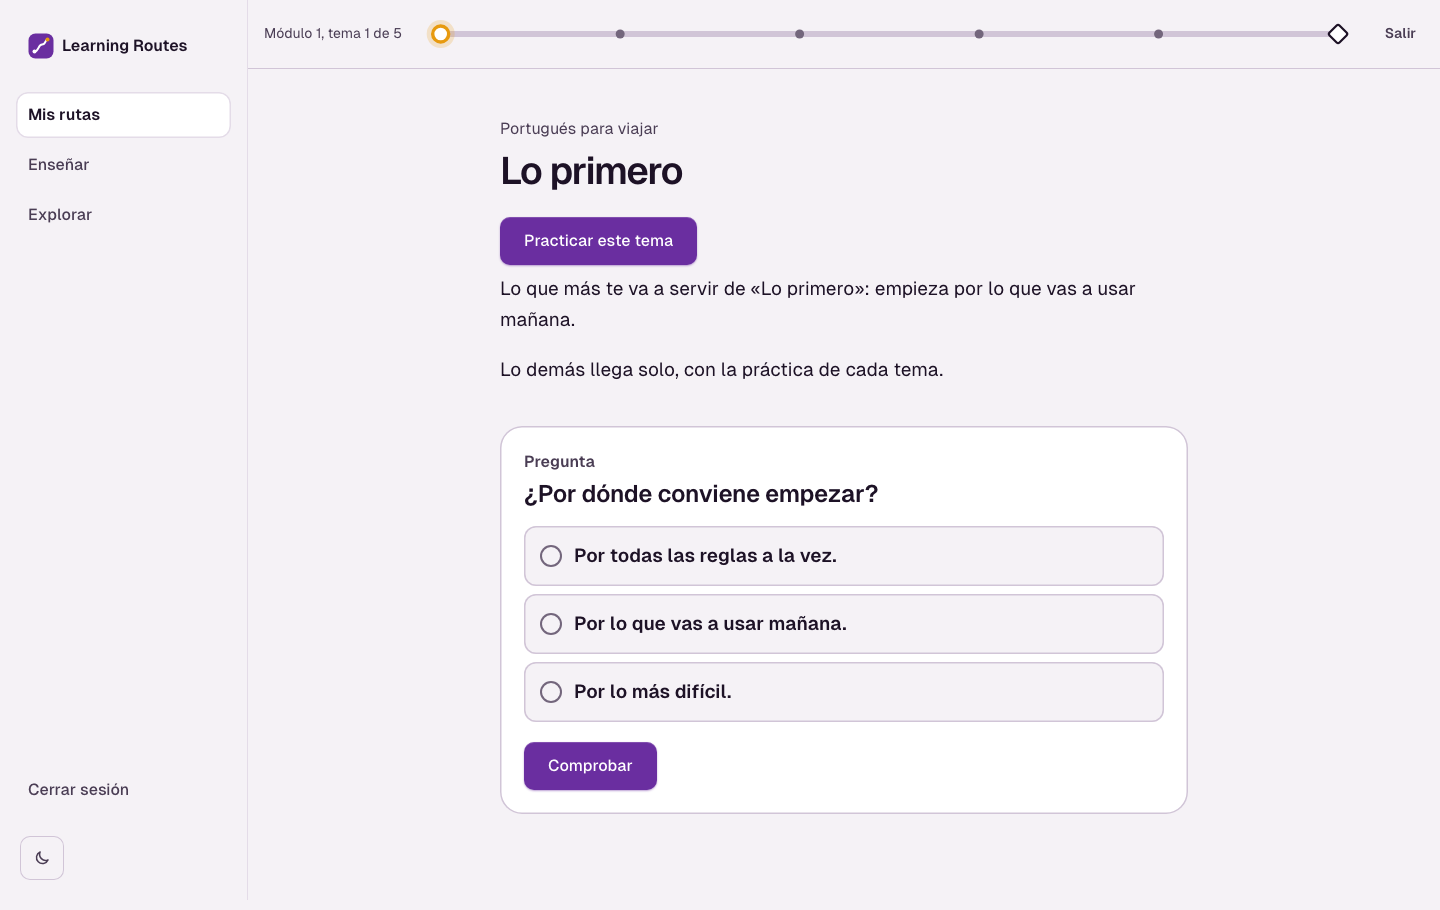 Learning Routes
Mis rutas
Enseñar
Explorar
Cerrar sesión
Módulo 1, tema 1 de 5
Salir
Portugués para viajar
Lo primero
Practicar este tema
Lo que más te va a servir de «Lo primero»: empieza por lo que vas a usar
mañana.
Lo demás llega solo, con la práctica de cada tema.
Pregunta
¿Por dónde conviene empezar?
Por todas las reglas a la vez.
Por lo que vas a usar mañana.
Por lo más difícil.
Comprobar